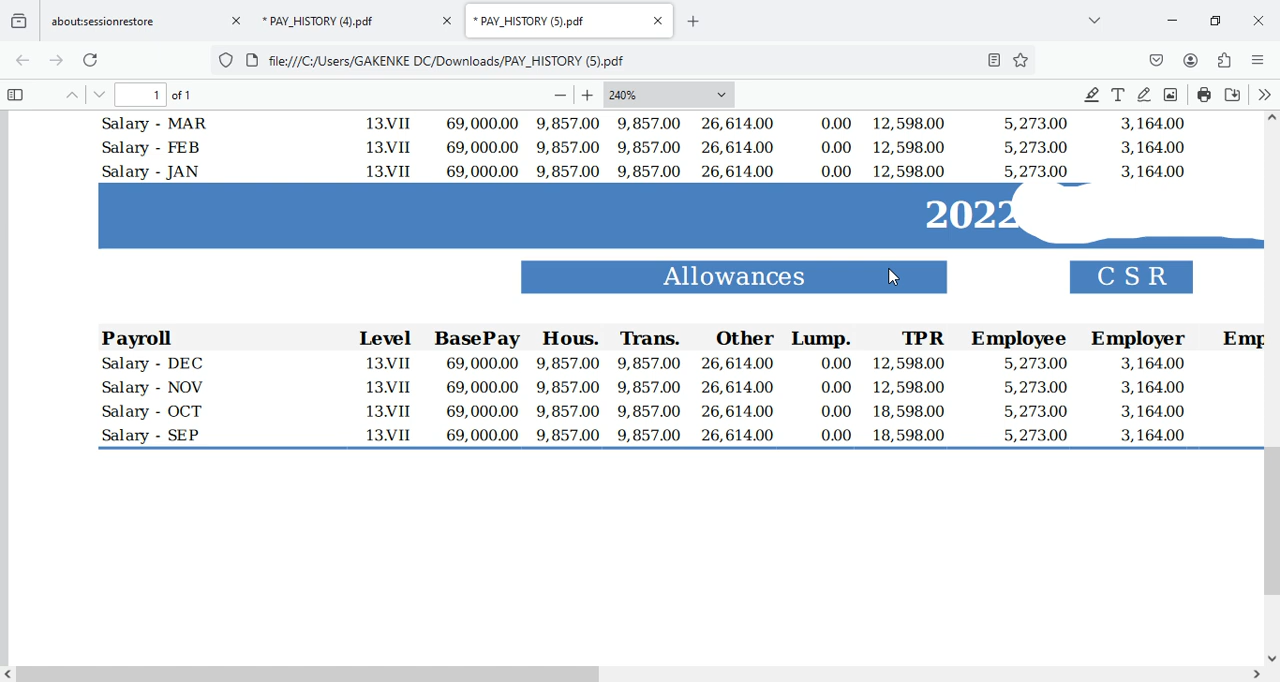 about:sessionrestore * PAY_HISTORY (4).pdf * PAY_HISTORY (5).pdf
file:///C:/Users/GAKENKE DC/Downloads/PAY_HISTORY (5).pdf
1 of 1 240%
Salary - MAR 13.VII 69,000.00 9,857.00 9,857.00 26,614.00 0.00 12,598.00 5,273.00 3,164.00
Salary - FEB 13.VII 69,000.00 9,857.00 9,857.00 26,614.00 0.00 12,598.00 5,273.00 3,164.00
Salary - JAN 13.VII 69,000.00 9,857.00 9,857.00 26,614.00 0.00 12,598.00 5,273.00 3,164.00
2022
Allowances C S R
Payroll Level BasePay Hous. Trans. Other Lump. TPR Employee Employer Emp
Salary - DEC 13.VII 69,000.00 9,857.00 9,857.00 26,614.00 0.00 12,598.00 5,273.00 3,164.00
Salary - NOV 13.VII 69,000.00 9,857.00 9,857.00 26,614.00 0.00 12,598.00 5,273.00 3,164.00
Salary - OCT 13.VII 69,000.00 9,857.00 9,857.00 26,614.00 0.00 18,598.00 5,273.00 3,164.00
Salary - SEP 13.VII 69,000.00 9,857.00 9,857.00 26,614.00 0.00 18,598.00 5,273.00 3,164.00